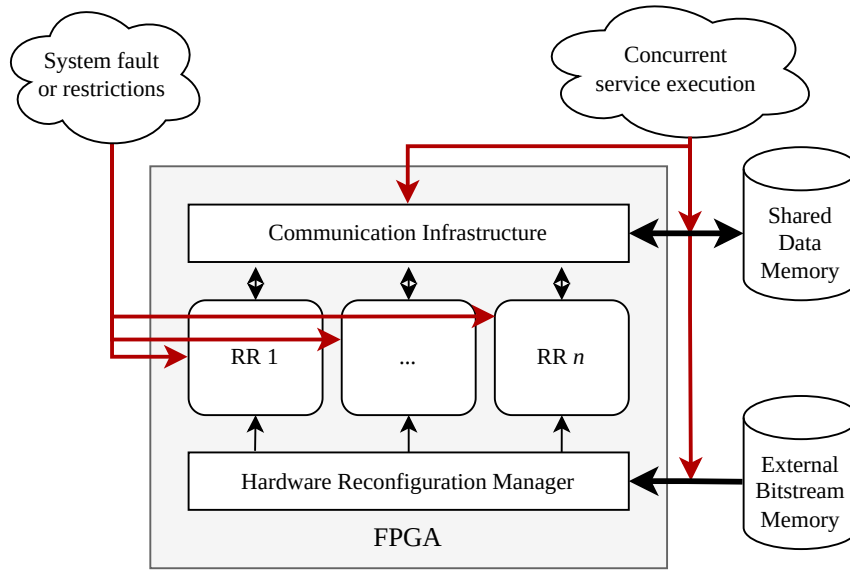 System fault
or restrictions
Concurrent
service execution
Communication Infrastructure
Shared
Data
Memory
RR 1
...
RR n
Hardware Reconfiguration Manager
External
Bitstream
Memory
FPGA